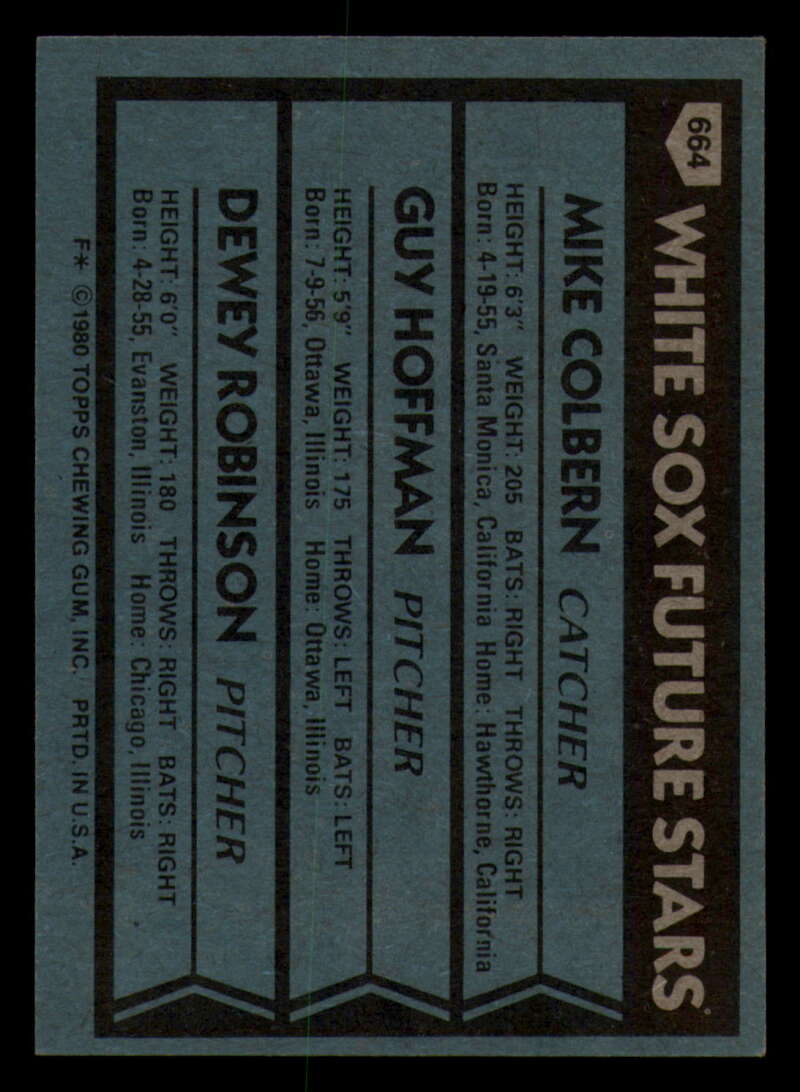 664
WHITE SOX FUTURE STARS
MIKE COLBERN CATCHER
HEIGHT: 6'3" WEIGHT: 205 BATS: RIGHT THROWS: RIGHT
Born: 4-19-55, Santa Monica, California Home: Hawthorne, California
GUY HOFFMAN PITCHER
HEIGHT: 5'9" WEIGHT: 175 THROWS: LEFT BATS: LEFT
Born: 7-9-56, Ottawa, Illinois Home: Ottawa, Illinois
DEWEY ROBINSON PITCHER
HEIGHT: 6'0" WEIGHT: 180 THROWS: RIGHT BATS: RIGHT
Born: 4-28-55, Evanston, Illinois Home: Chicago, Illinois
F* ©1980 TOPPS CHEWING GUM, INC. PRTD. IN U.S.A.